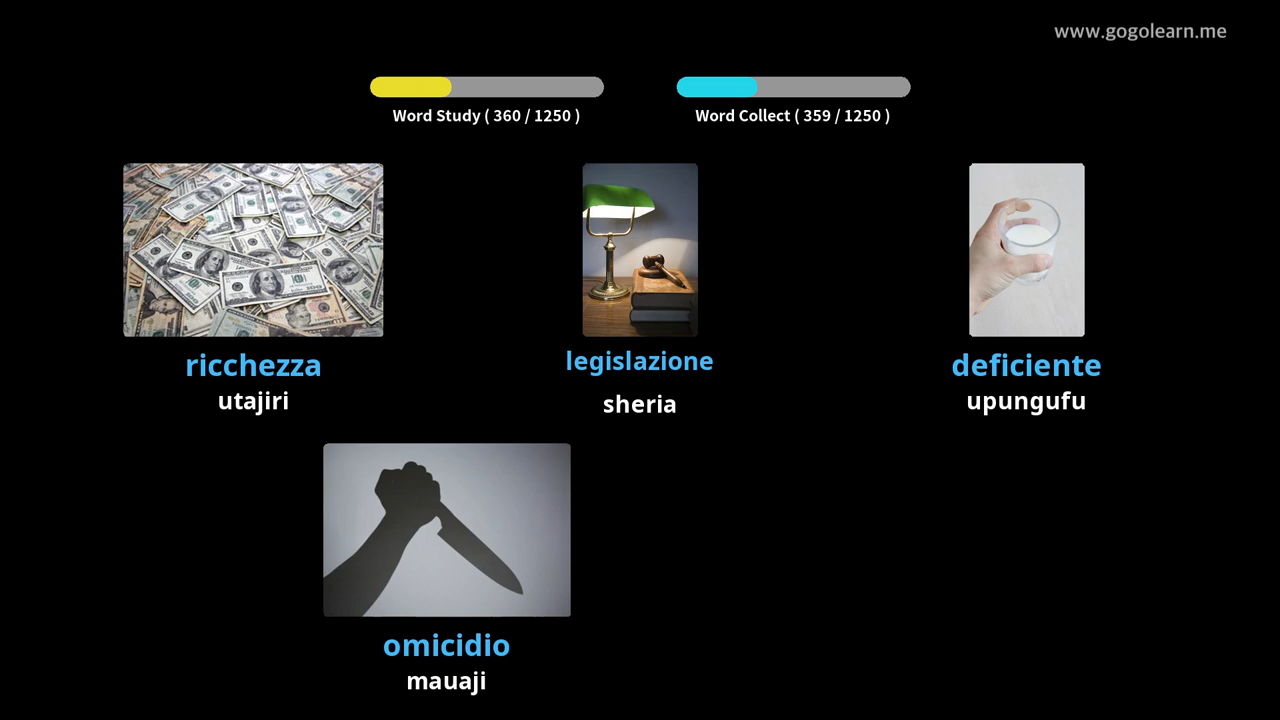 www.gogolearn.me
Word Study ( 360 / 1250 )
Word Collect ( 359 / 1250 )
ricchezza
utajiri
legislazione
sheria
deficiente
upungufu
omicidio
mauaji